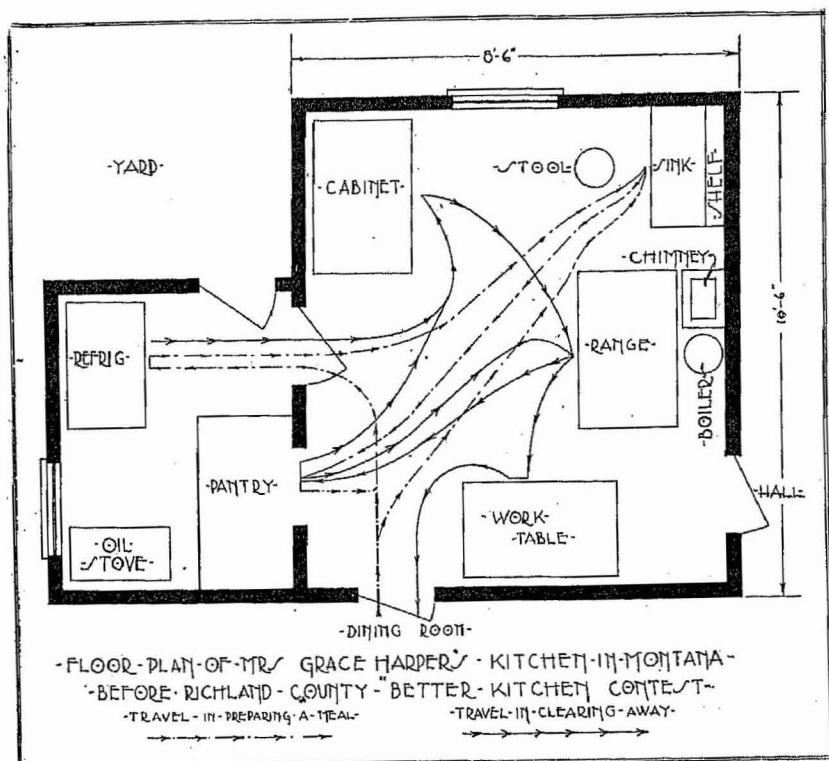 8'-6"
-YARD-
-CABINET-
-STOOL-
-SINK-
SHELF
-CHIMNEY-
10'-6"
-REFRIG-
-RANGE-
-BOILER-
-PANTRY-
-HALL-
-WORK-
-TABLE-
-OIL-
-STOVE-
-DINING ROOM-
-FLOOR-PLAN-OF-MRS GRACE HARPER'S-KITCHEN-IN-MONTANA-
-BEFORE-RICHLAND-COUNTY-"BETTER-KITCHEN CONTEST-
-TRAVEL-IN-PREPARING-A-MEAL-
-TRAVEL-IN-CLEARING-AWAY-